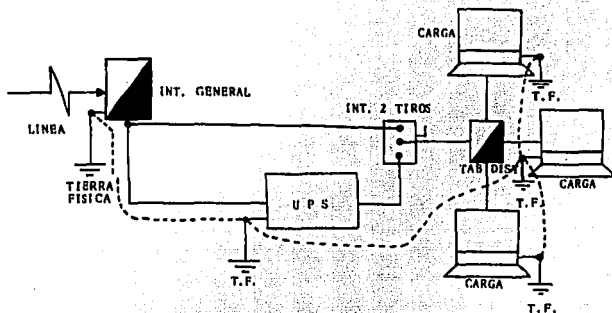 CARGA
T.F.
INT. GENERAL
INT. 2 TIROS
LINEA
TIERRA
FISICA
TAB DIST
CARGA
T.F.
U P S
T.F.
CARGA
T.F.